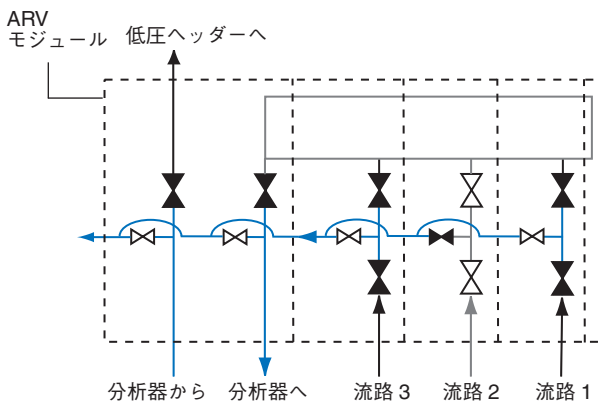 ARV
モジュール
低圧ヘッダーへ
分析器から
分析器へ
流路 3
流路 2
流路 1